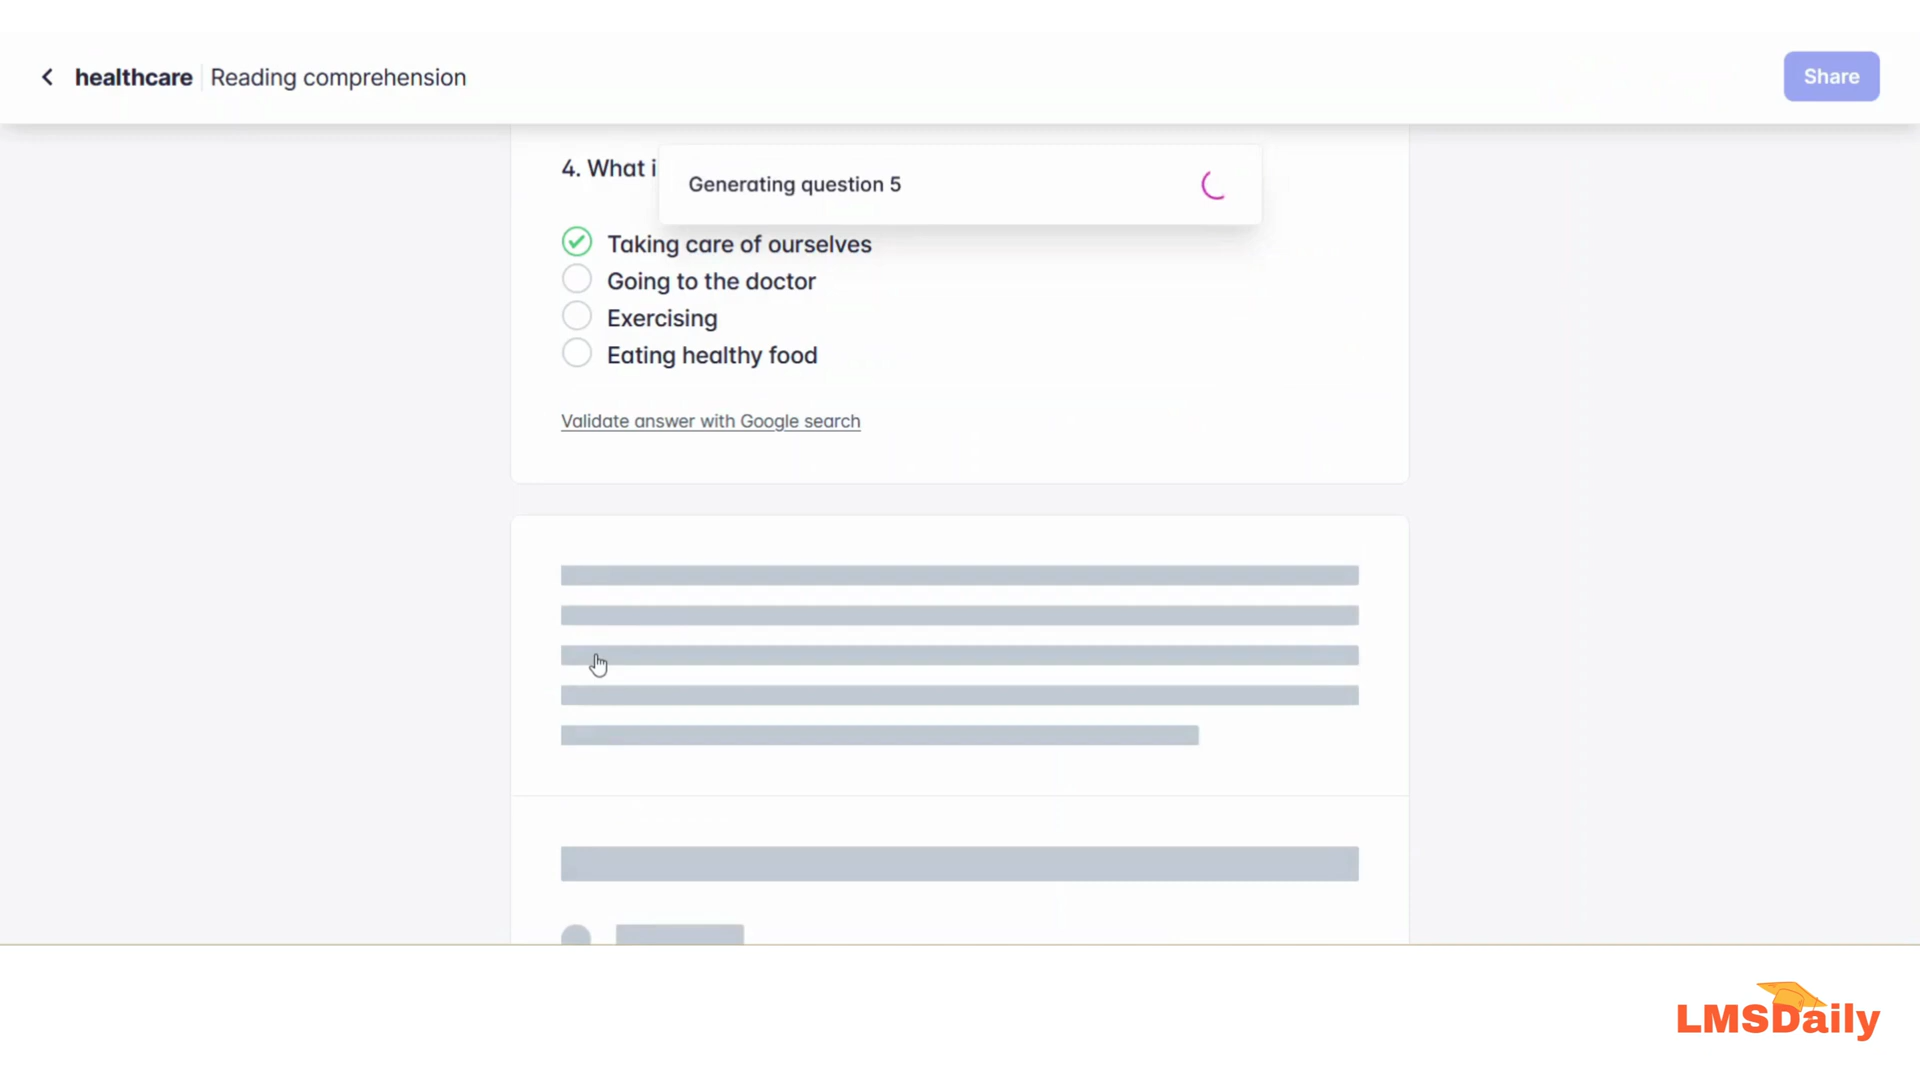 healthcare Reading comprehension
Share
4. What i
Generating question 5
Taking care of ourselves
Going to the doctor
Exercising
Eating healthy food
Validate answer with Google search
LMSDaily